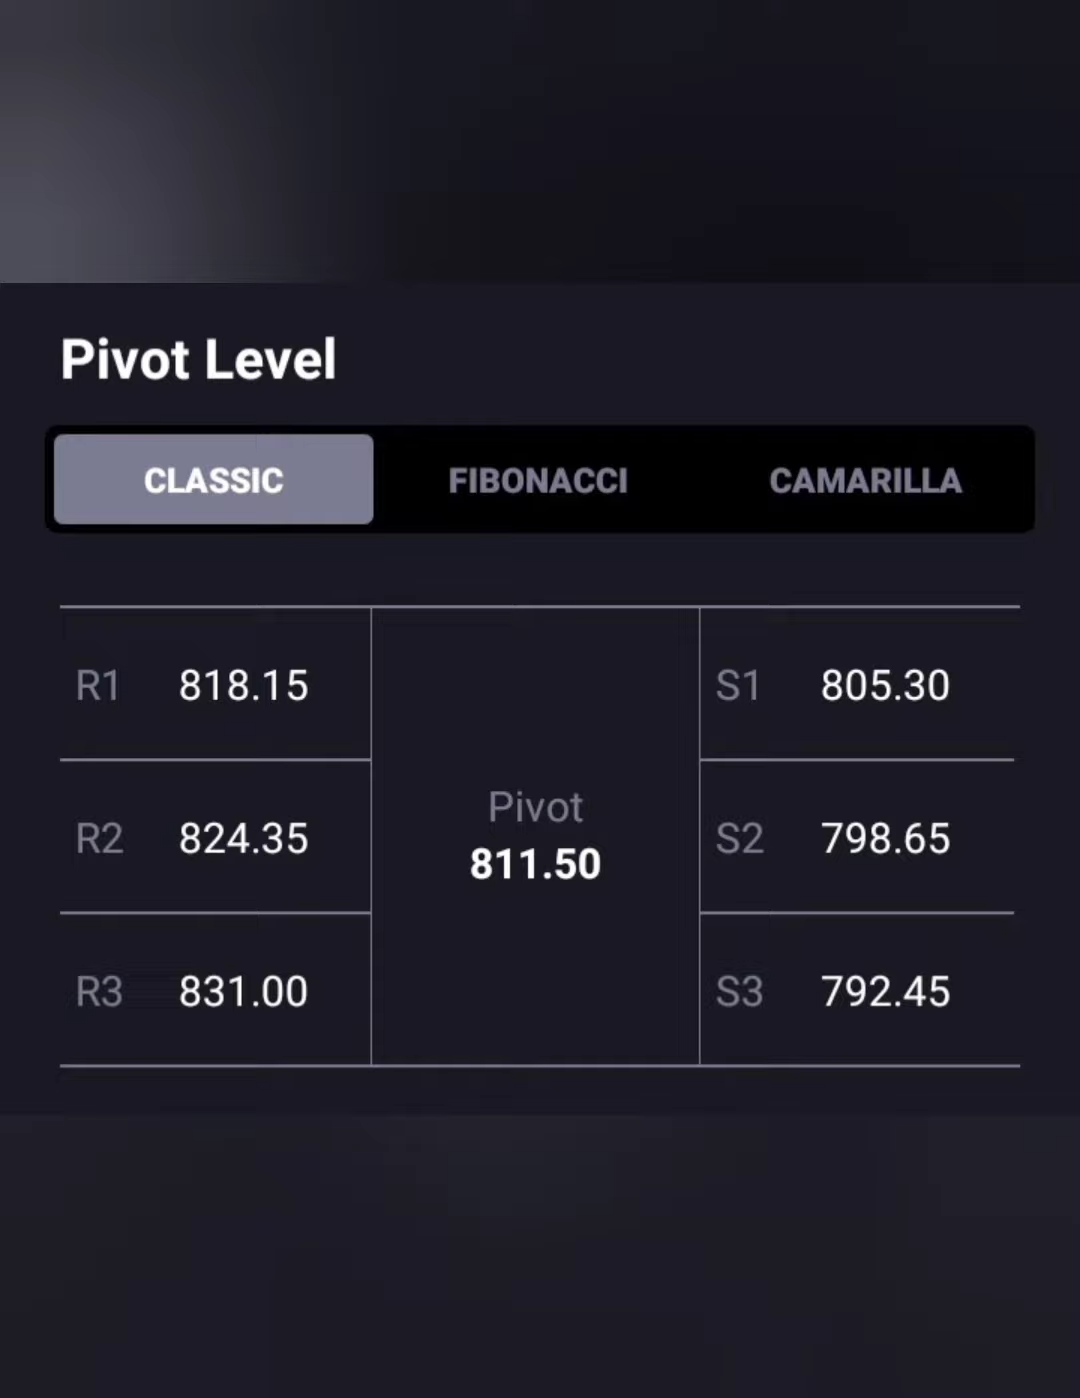 Pivot Level
CLASSIC FIBONACCI CAMARILLA
R1 818.15
R2 824.35
R3 831.00
Pivot
811.50
S1 805.30
S2 798.65
S3 792.45